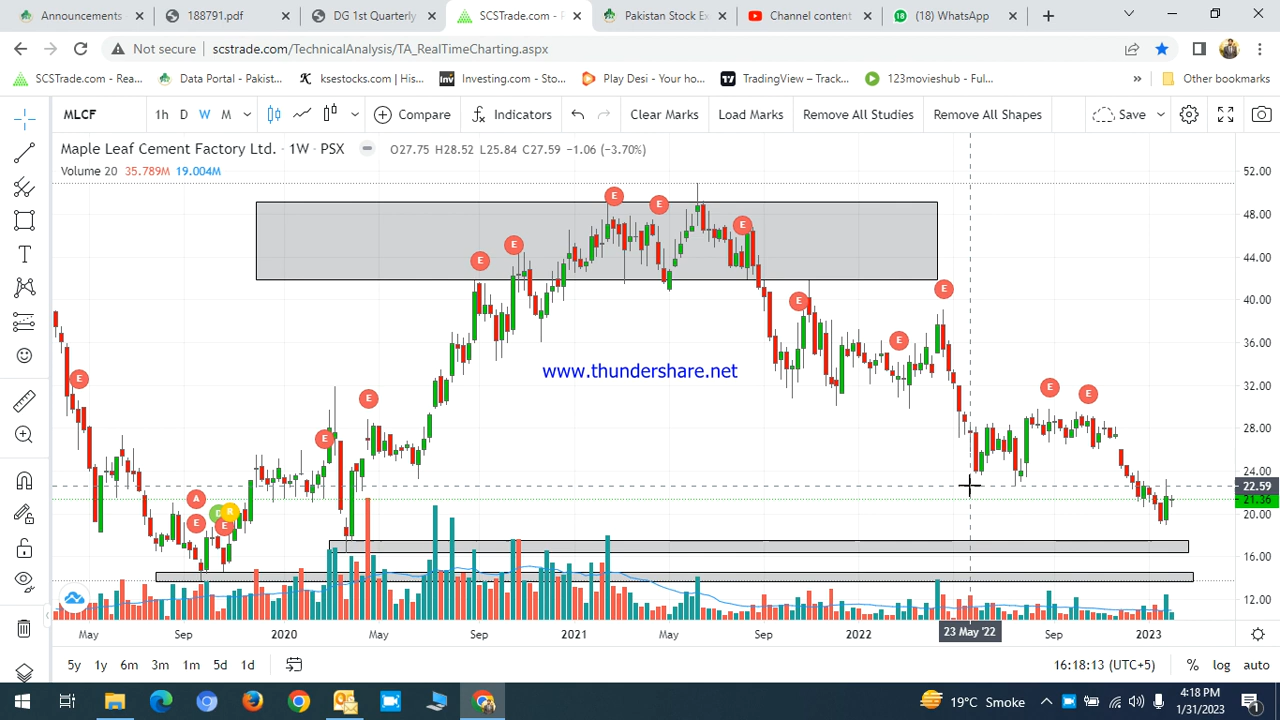 Announcements
188791.pdf
DG 1st Quarterly
SCSTrade.com - F
Pakistan Stock Ex
Channel content
(18) WhatsApp
Not secure
scstrade.com/TechnicalAnalysis/TA_RealTimeCharting.aspx
SCSTrade.com - Rea...
Data Portal - Pakist...
ksestocks.com | His...
Inv Investing.com - Sto...
Play Desi - Your ho...
TradingView – Track...
123movieshub - Ful...
» Other bookmarks
MLCF
1h D W M
Compare
Indicators
Clear Marks
Load Marks
Remove All Studies
Remove All Shapes
Save
Maple Leaf Cement Factory Ltd. · 1W · PSX
O27.75 H28.52 L25.84 C27.59 −1.06 (−3.70%)
Volume 20 35.789M 19.004M
52.00
48.00
44.00
40.00
36.00
32.00
28.00
24.00
22.59
21.36
20.00
16.00
12.00
E E E E E E E E E E E E E A E D R E
www.thundershare.net
May Sep 2020 May Sep 2021 May Sep 2022 23 May '22 Sep 2023
5y 1y 6m 3m 1m 5d 1d
16:18:13 (UTC+5) % log auto
19°C Smoke
4:18 PM
1/31/2023
1